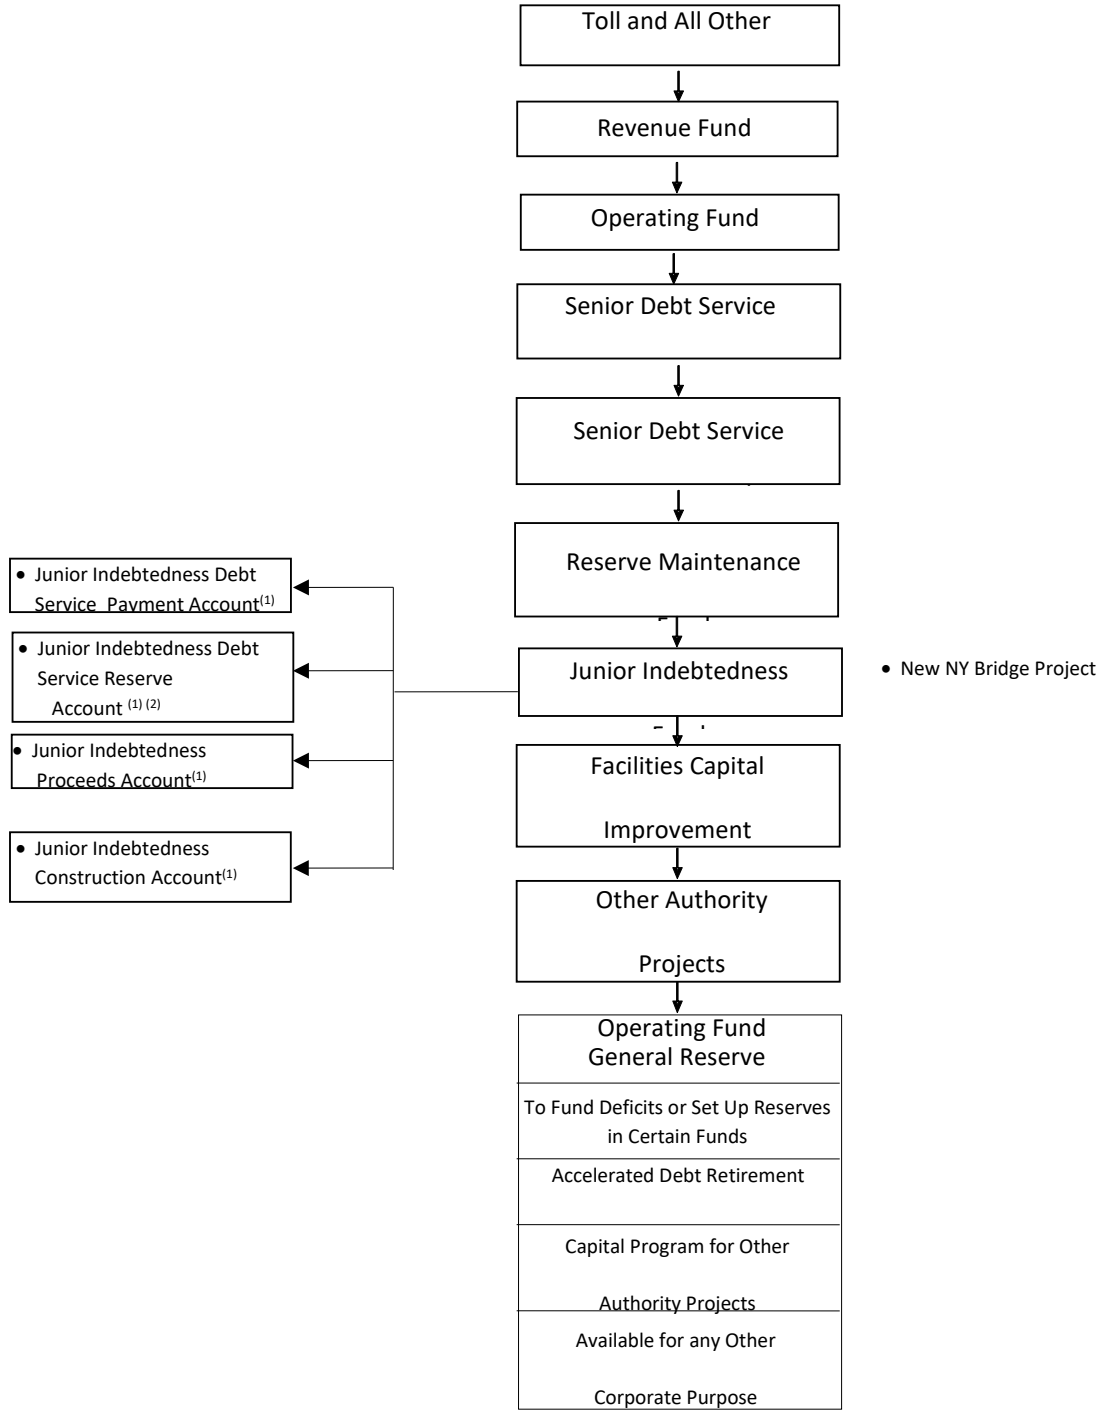 Toll and All Other
Revenue Fund
Operating Fund
Senior Debt Service
Senior Debt Service
Reserve Maintenance
• Junior Indebtedness Debt
Service Payment Account(1)
• Junior Indebtedness Debt
Service Reserve
Account (1) (2)
• Junior Indebtedness
Proceeds Account(1)
• Junior Indebtedness
Construction Account(1)
Junior Indebtedness
• New NY Bridge Project
Facilities Capital
Improvement
Other Authority
Projects
Operating Fund
General Reserve
To Fund Deficits or Set Up Reserves
in Certain Funds
Accelerated Debt Retirement
Capital Program for Other
Authority Projects
Available for any Other
Corporate Purpose